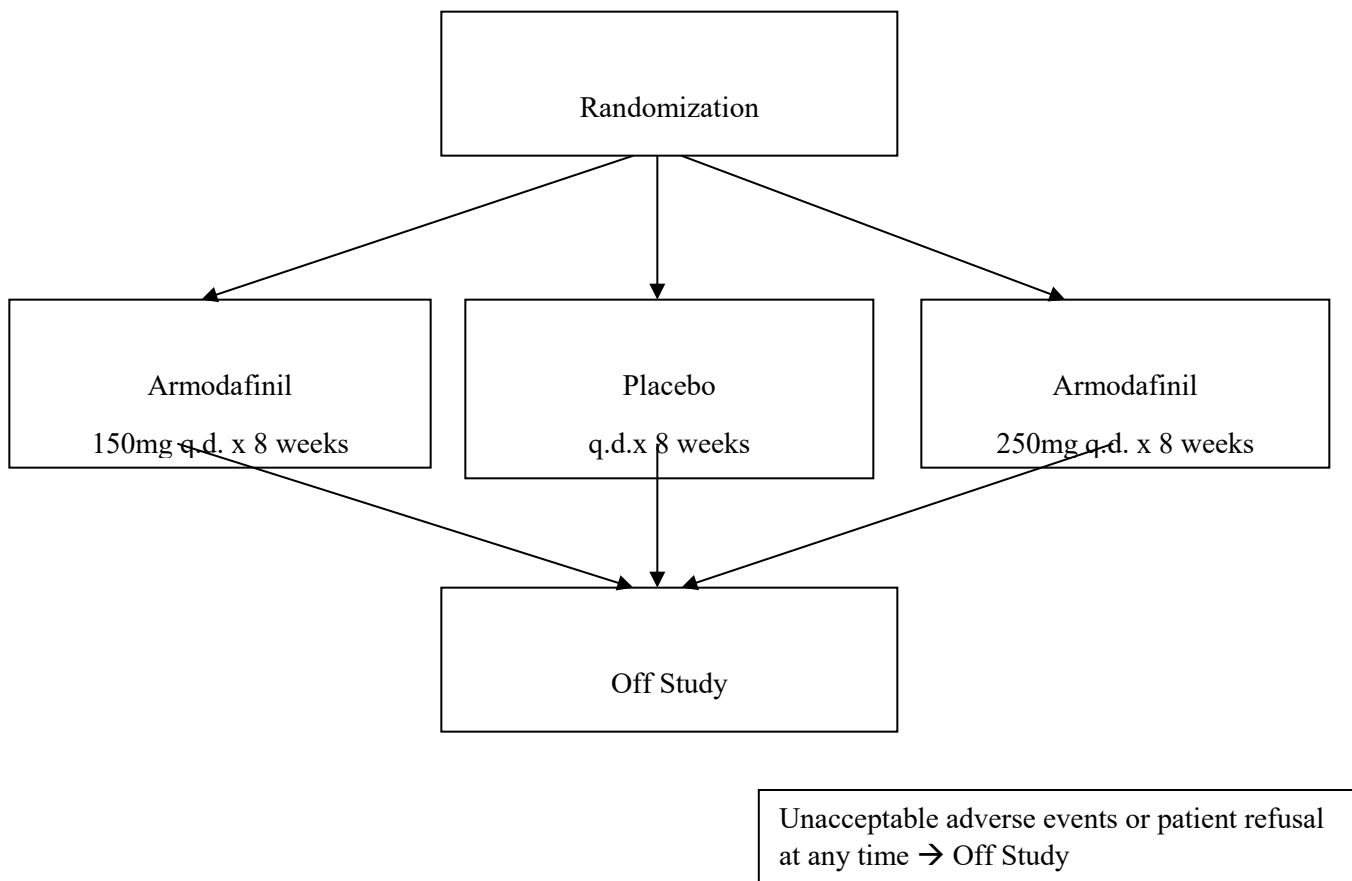 Randomization
Armodafinil
150mg q.d. x 8 weeks
Placebo
q.d.x 8 weeks
Armodafinil
250mg q.d. x 8 weeks
Off Study
Unacceptable adverse events or patient refusal
at any time → Off Study